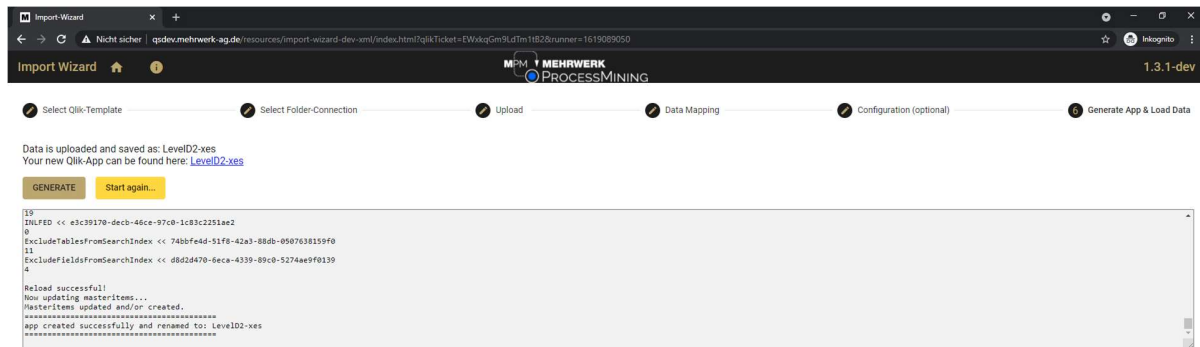 M Import-Wizard × +
Nicht sicher | qsdev.mehrwerk-ag.de/resources/import-wizard-dev-xml/index.html?qlikTicket=EWxkqGm9LdTm1tB2&runner=1619089050 Inkognito
Import Wizard MPM MEHRWERK PROCESSMINING 1.3.1-dev
Select Qlik-Template Select Folder-Connection Upload Data Mapping Configuration (optional) 6 Generate App & Load Data
Data is uploaded and saved as: LevelD2-xes
Your new Qlik-App can be found here: LevelD2-xes
GENERATE Start again...
19
INLFED << e3c39170-decb-46ce-97c0-1c83c2251ae2
0
ExcludeTablesFromSearchIndex << 74bbfe4d-51f8-42a3-88db-0507638159f0
11
ExcludeFieldsFromSearchIndex << d8d2d470-6eca-4339-89c0-5274ae9f0139
4
Reload successful!
Now updating masteritems...
Masteritems updated and/or created.
==========================================
app created successfully and renamed to: LevelD2-xes
==========================================